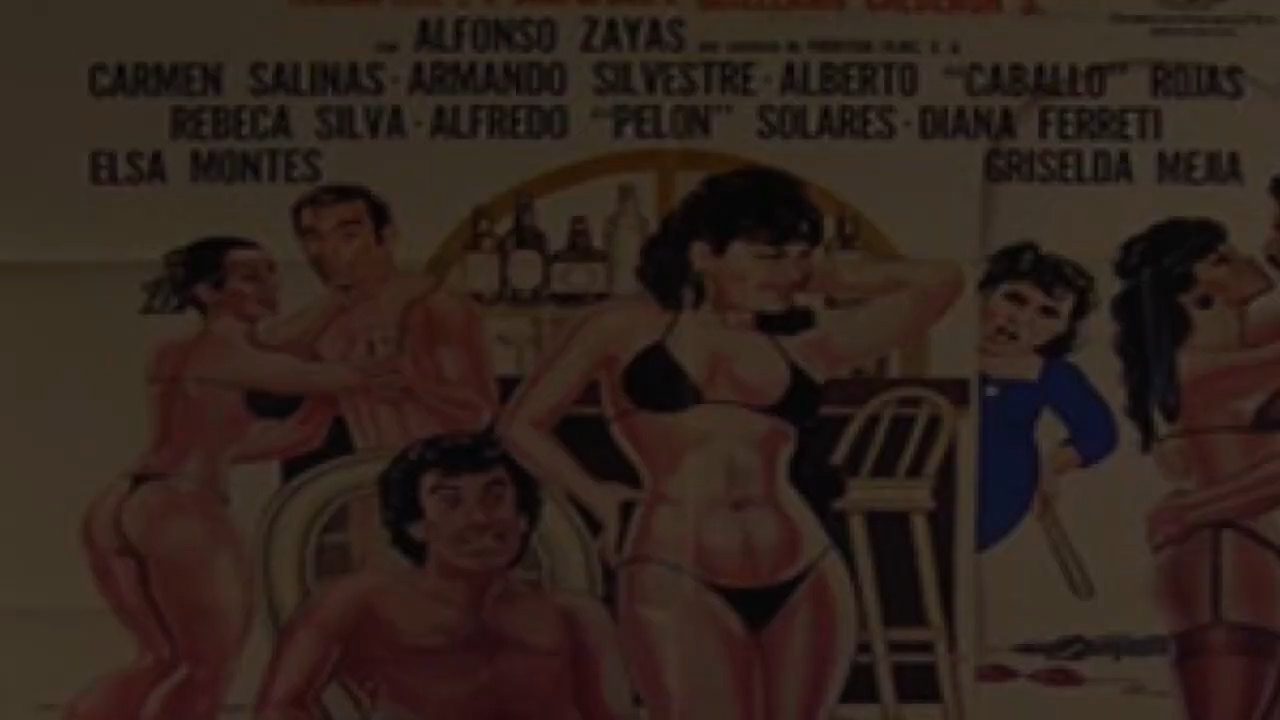 ALFONSO ZAYAS
CARMEN SALINAS · ARMANDO SILVESTRE · ALBERTO "CABALLO" ROJAS
REBECA SILVA · ALFREDO "PELON" SOLARES · DIANA FERRETI
ELSA MONTES GRISELDA MEJIA